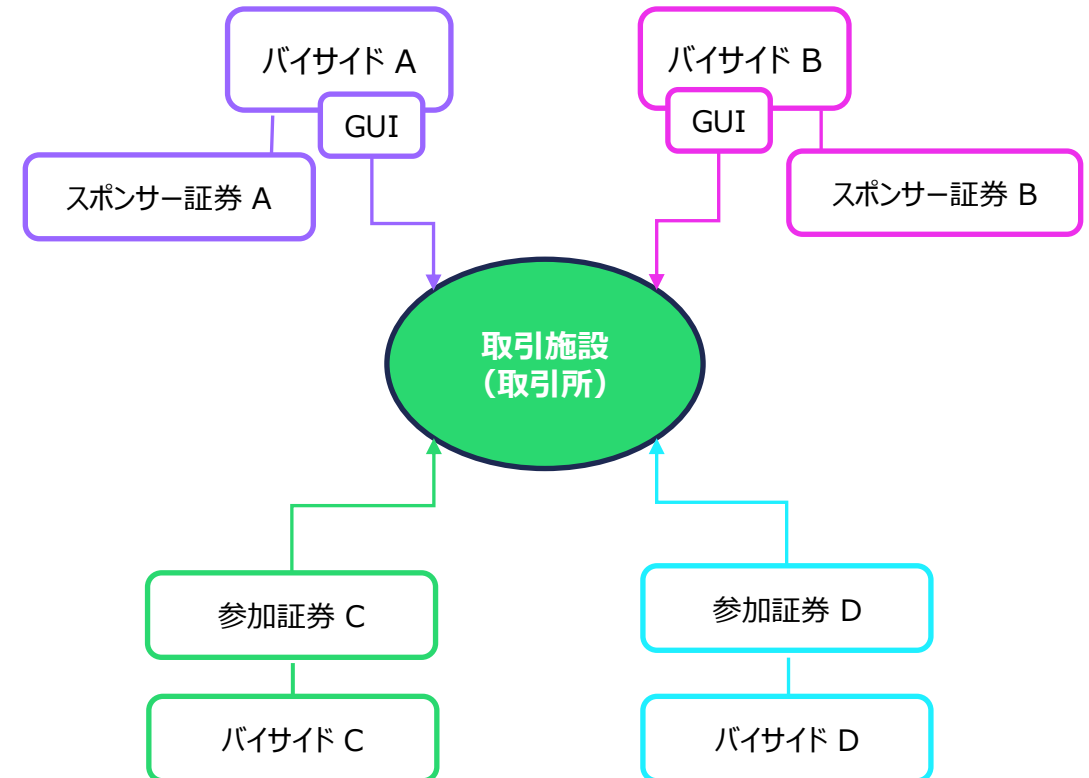 バイサイド A
バイサイド B
GUI
GUI
スポンサー証券 A
スポンサー証券 B
取引施設
（取引所）
参加証券 C
参加証券 D
バイサイド C
バイサイド D